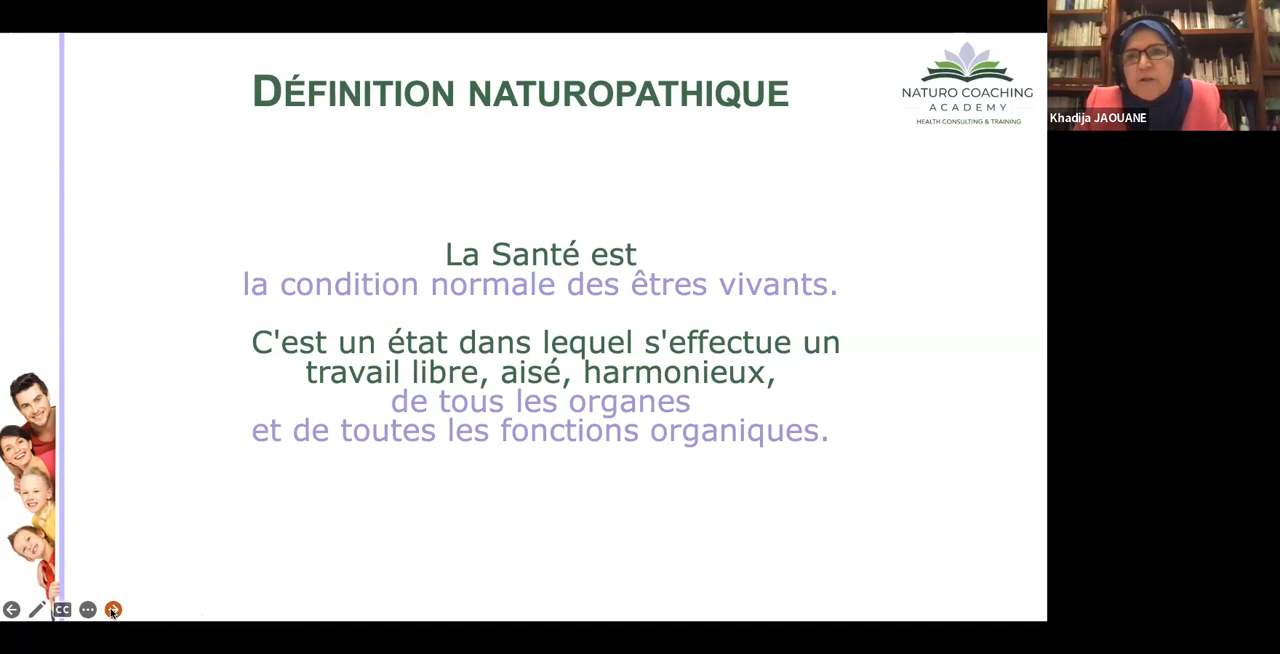 DÉFINITION NATUROPATHIQUE
NATURO COACHING
ACADEMY
HEALTH CONSULTING & TRAINING
Khadija JAOUANE
La Santé est
la condition normale des êtres vivants.
C'est un état dans lequel s'effectue un
travail libre, aisé, harmonieux,
de tous les organes
et de toutes les fonctions organiques.
CC